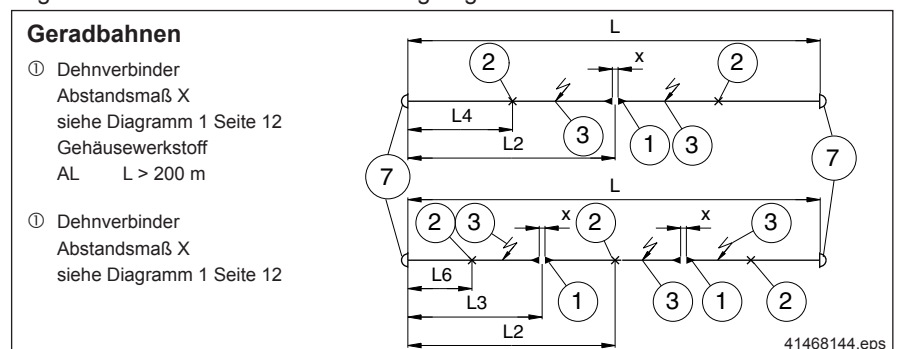 Geradbahnen
① Dehnverbinder
Abstandsmaß X
siehe Diagramm 1 Seite 12
Gehäusewerkstoff
AL L > 200 m
① Dehnverbinder
Abstandsmaß X
siehe Diagramm 1 Seite 12
L
2 x 2
L4 3 1 3
L2
7 7
L
2 3 x 2 x 3
L6 1 3 1 2
L3
L2
41468144.eps